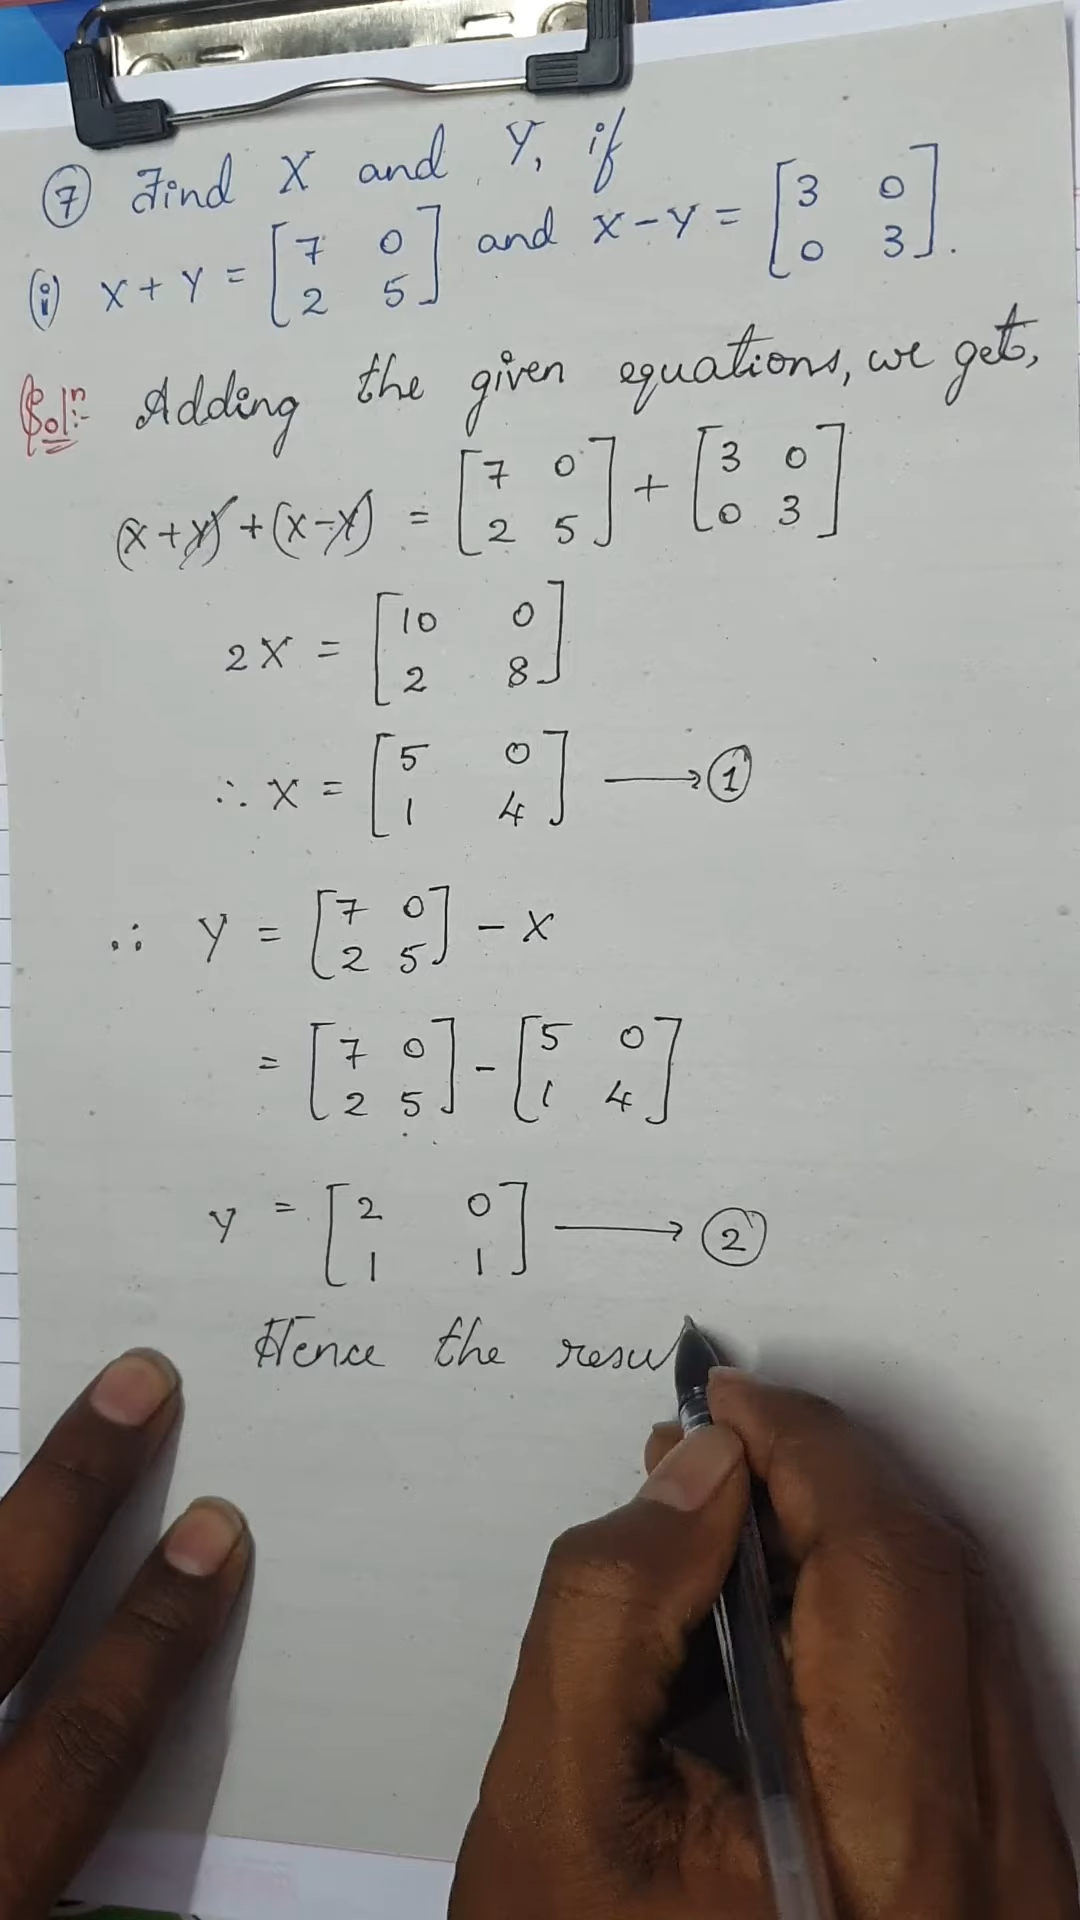 ⑦ Find X and Y, if
(i) X + Y = [7 0 2 5] and X - Y = [3 0 0 3].
Solⁿ:- Adding the given equations, we get,
(X + Y) + (X - Y) = [7 0 2 5] + [3 0 0 3]
2X = [10 0 2 8]
∴ X = [5 0 1 4] ⟶ ①
∴ Y = [7 0 2 5] - X
= [7 0 2 5] - [5 0 1 4]
Y = [2 0 1 1] ⟶ ②
Hence the resu